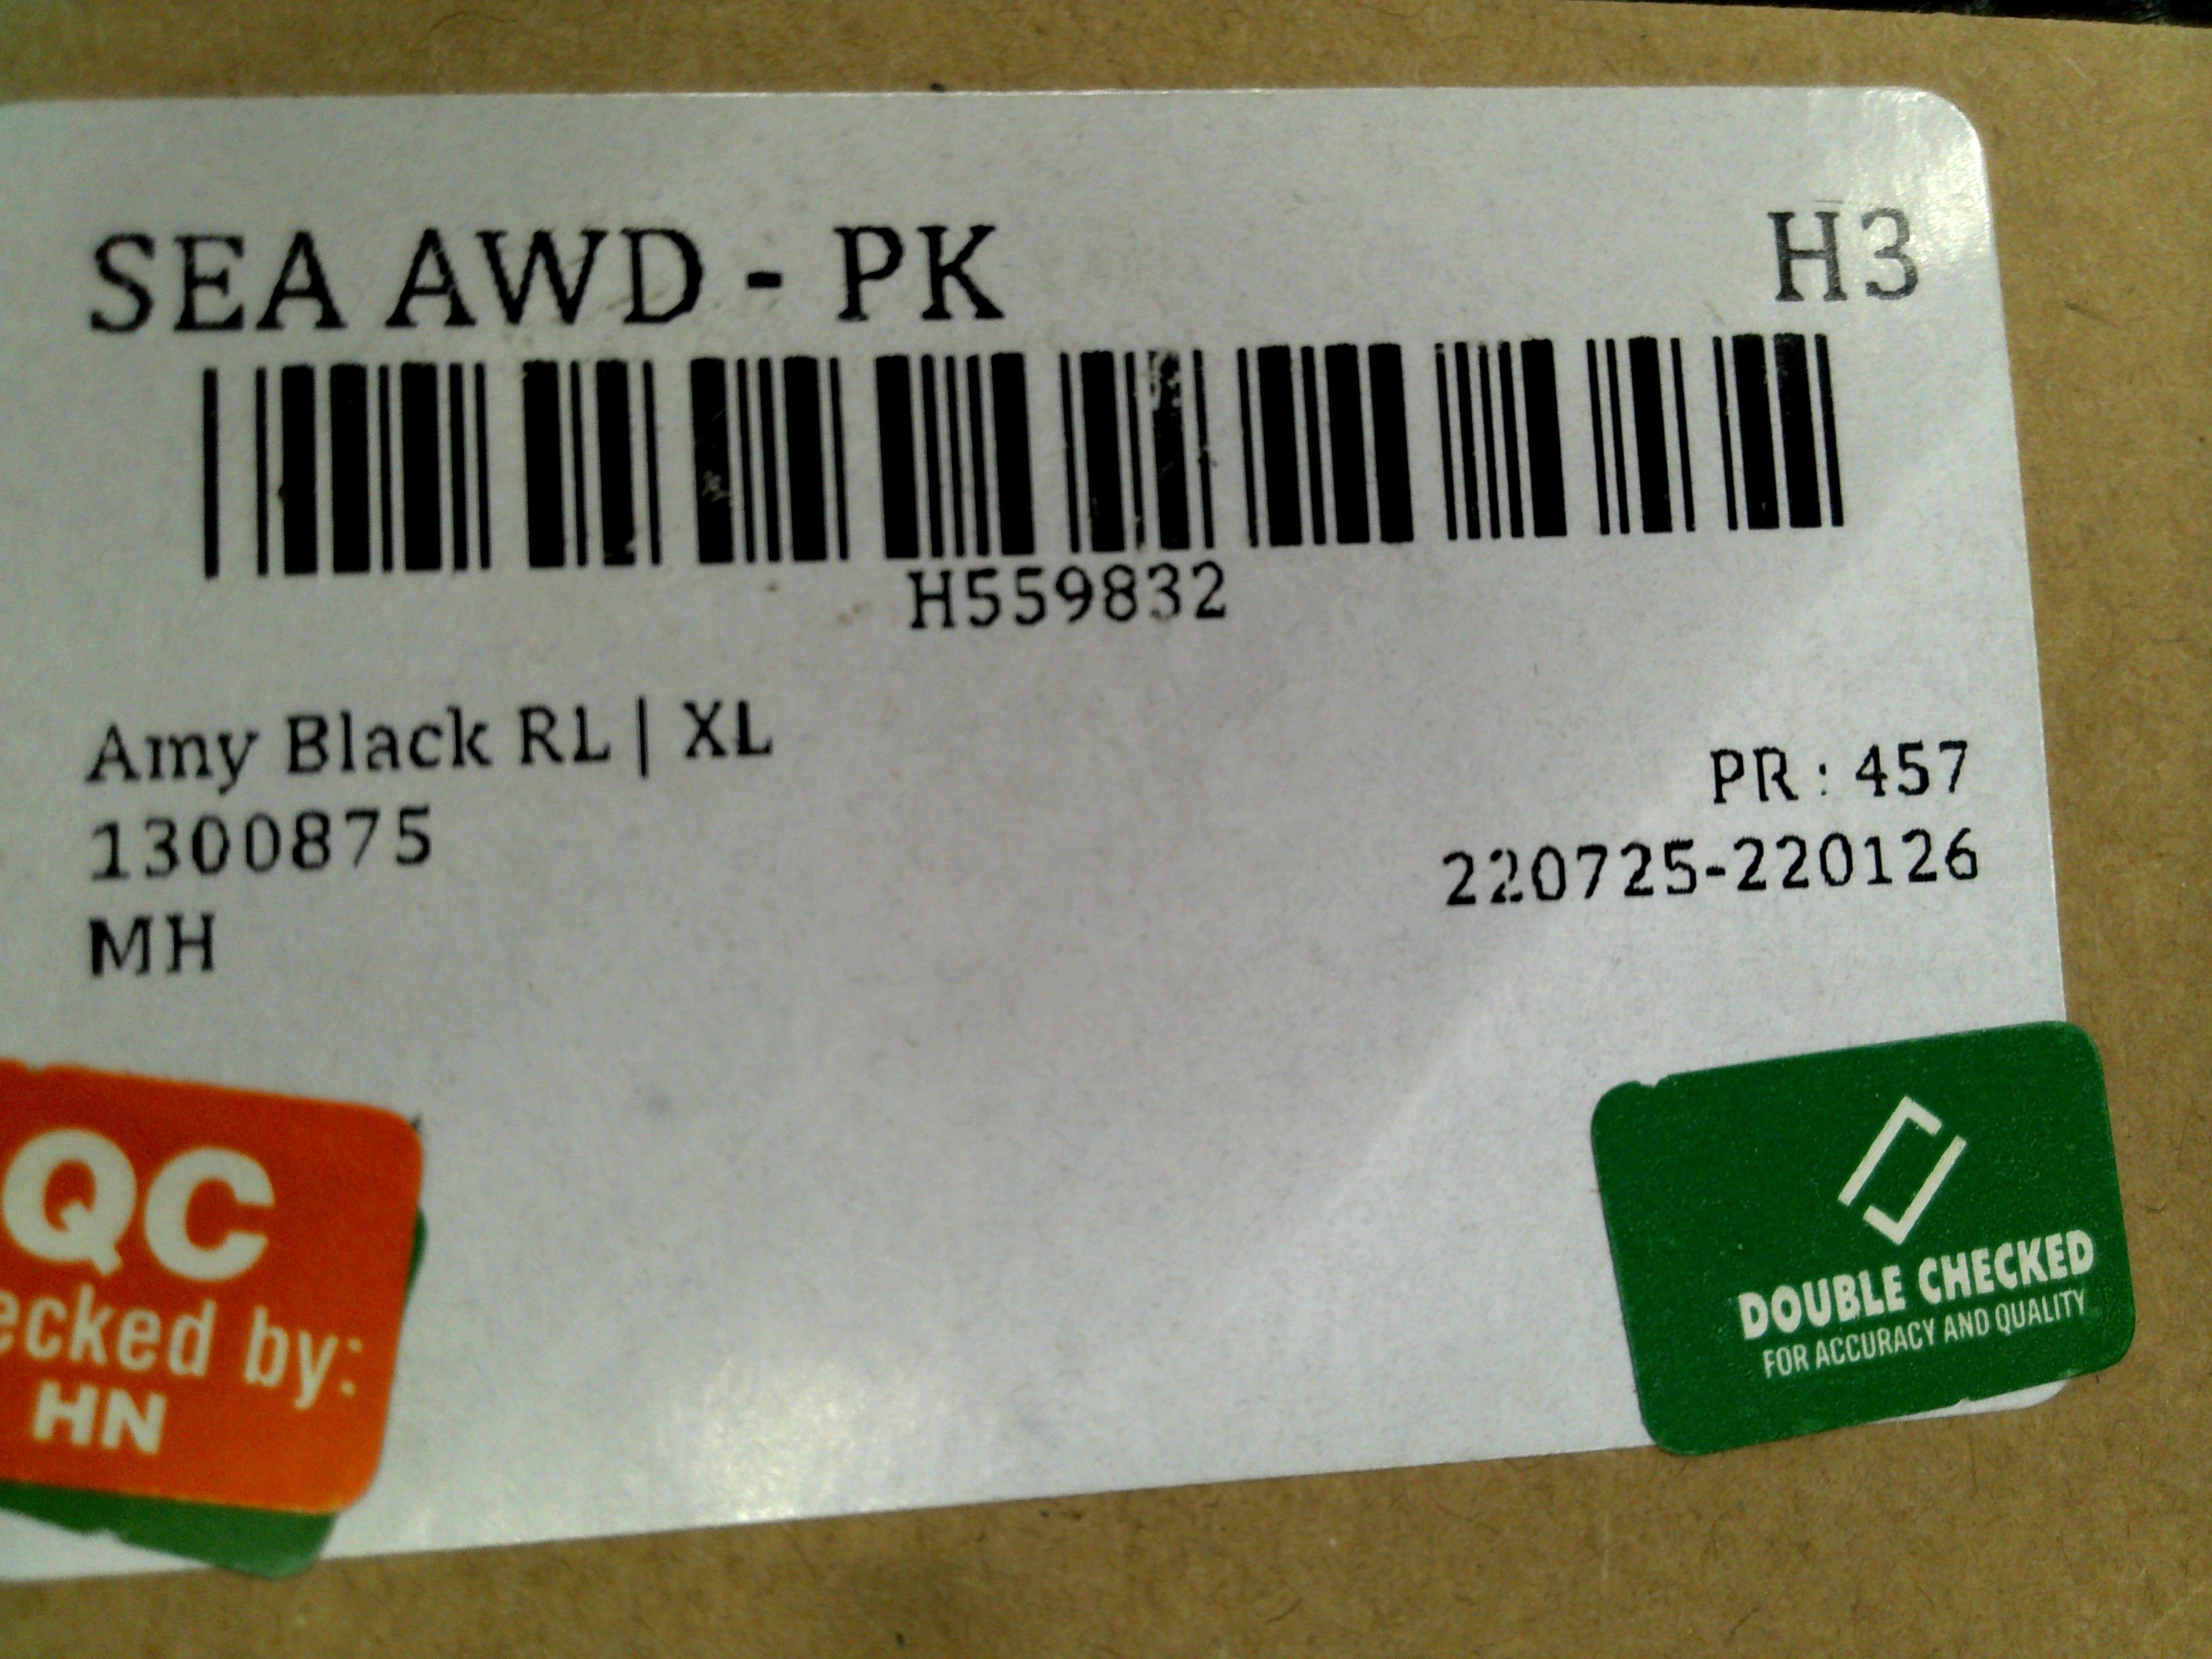 SEA AWD - PK H3
H559832
Amy Black RL | XL
PR : 457
1300875
220725-220126
MH
QC
ecked by:
HN
DOUBLE CHECKED
FOR ACCURACY AND QUALITY